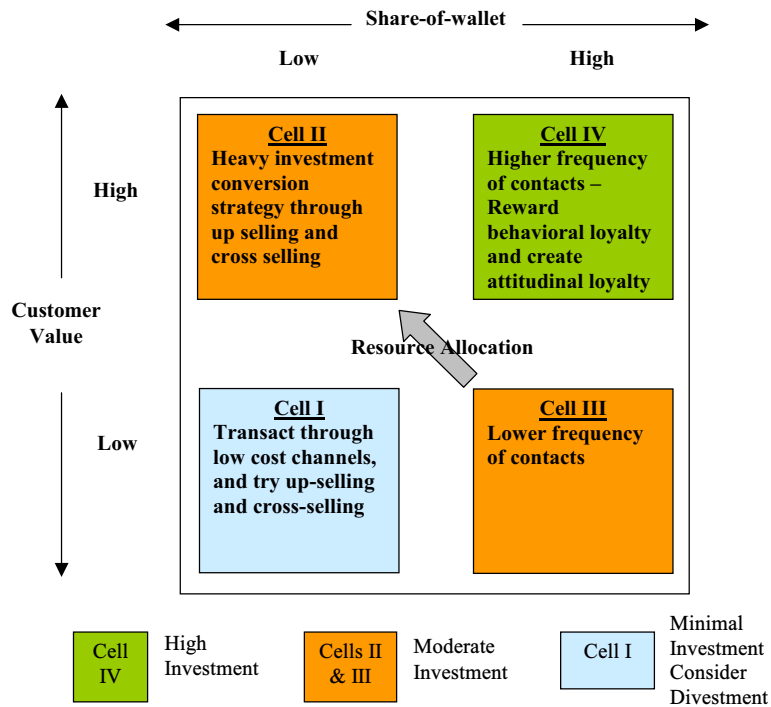 Share-of-wallet
Low
High
Cell II
Heavy investment
conversion
strategy through
up selling and
cross selling
Cell IV
Higher frequency
of contacts –
Reward
behavioral loyalty
and create
attitudinal loyalty
High
Customer
Value
Resource Allocation
Low
Cell I
Transact through
low cost channels,
and try up-selling
and cross-selling
Cell III
Lower frequency
of contacts
Cell
IV
High
Investment
Cells II
& III
Moderate
Investment
Cell I
Minimal
Investment
Consider
Divestment